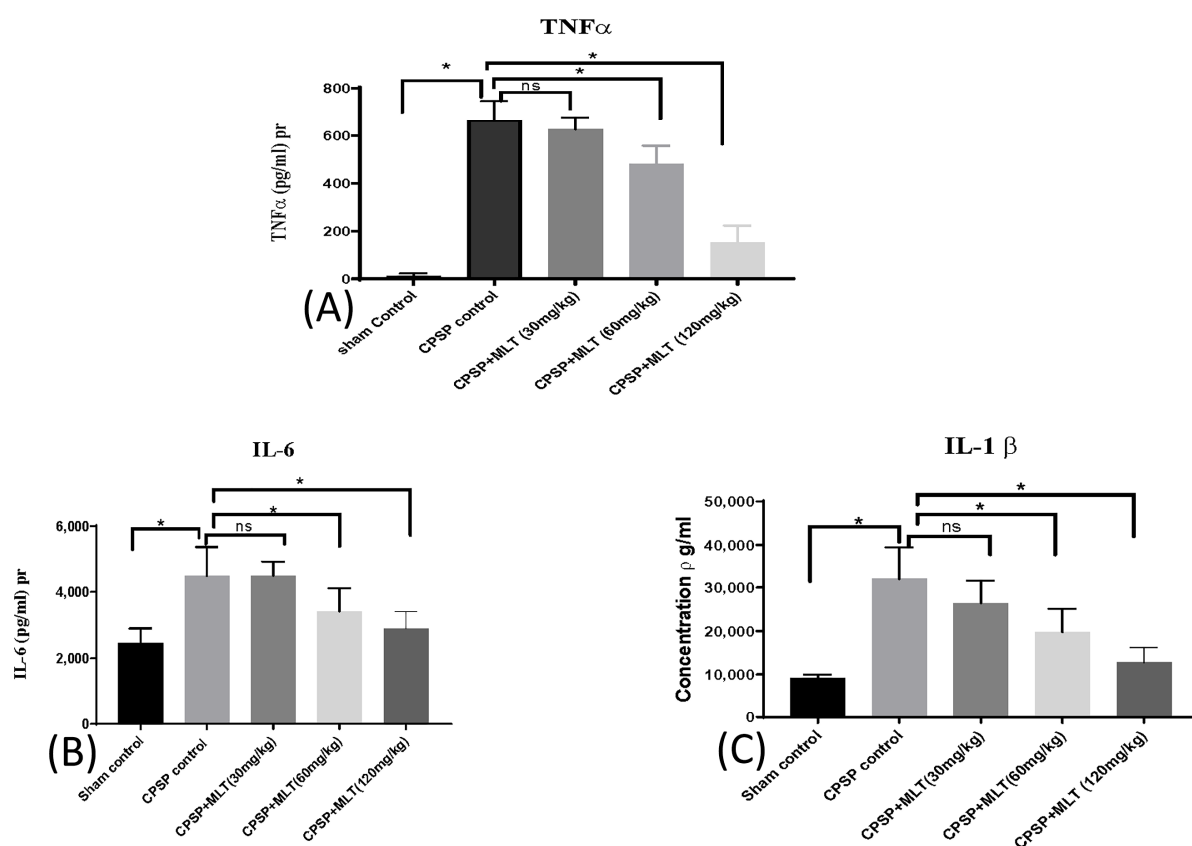 TNFα
*
*
*
ns
800
600
400
200
0
TNFα (pg/ml) pr
(A)
sham Control
CPSP control
CPSP+MLT (30mg/kg)
CPSP+MLT (60mg/kg)
CPSP+MLT (120mg/kg)
IL-6
*
*
*
ns
6,000
4,000
2,000
0
IL-6 (pg/ml) pr
(B)
Sham control
CPSP control
CPSP+MLT(30mg/kg)
CPSP+MLT(60mg/kg)
CPSP+MLT(120mg/kg)
IL-1 β
*
*
*
ns
50,000
40,000
30,000
20,000
10,000
0
Concentration ρ g/ml
(C)
Sham control
CPSP control
CPSP+MLT(30mg/kg)
CPSP+MLT(60mg/kg)
CPSP+MLT (120mg/kg)